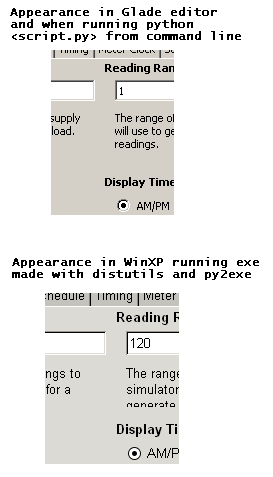 Appearance in Glade editor
and when running python
<script.py> from command line
Timing Meter Clock
Reading Ran
1
supply The range of
load. will use to ge
readings.
Display Time
AM/PM
Appearance in WinXP running exe
made with distutils and py2exe
chedule Timing Meter
Reading R
120
ngs to The range
for a simulator
generate
Display Ti
AM/P